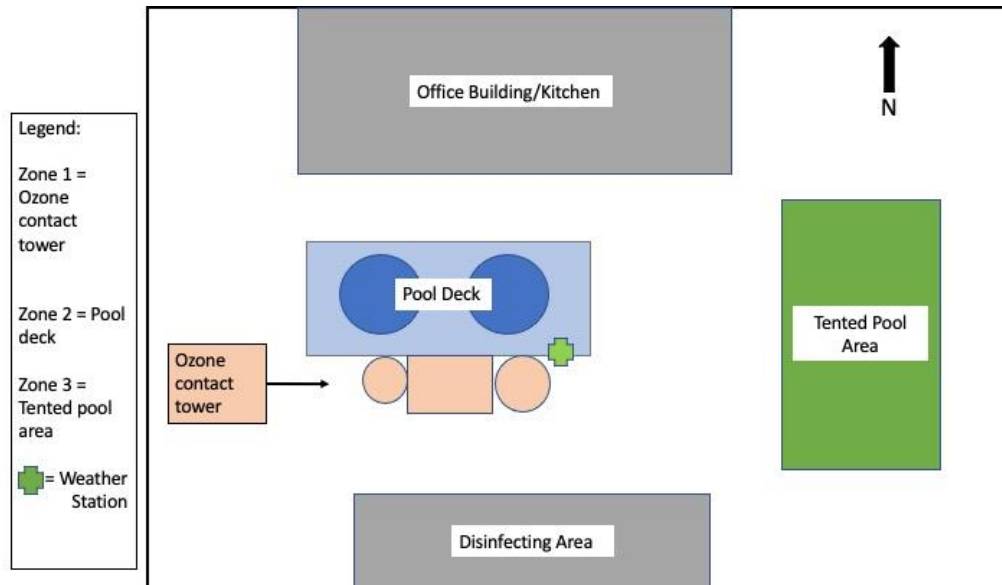 Office Building/Kitchen
N
Legend:
Zone 1 =
Ozone
contact
tower
Zone 2 = Pool
deck
Zone 3 =
Tented pool
area
= Weather
Station
Pool Deck
Ozone
contact
tower
Tented Pool
Area
Disinfecting Area